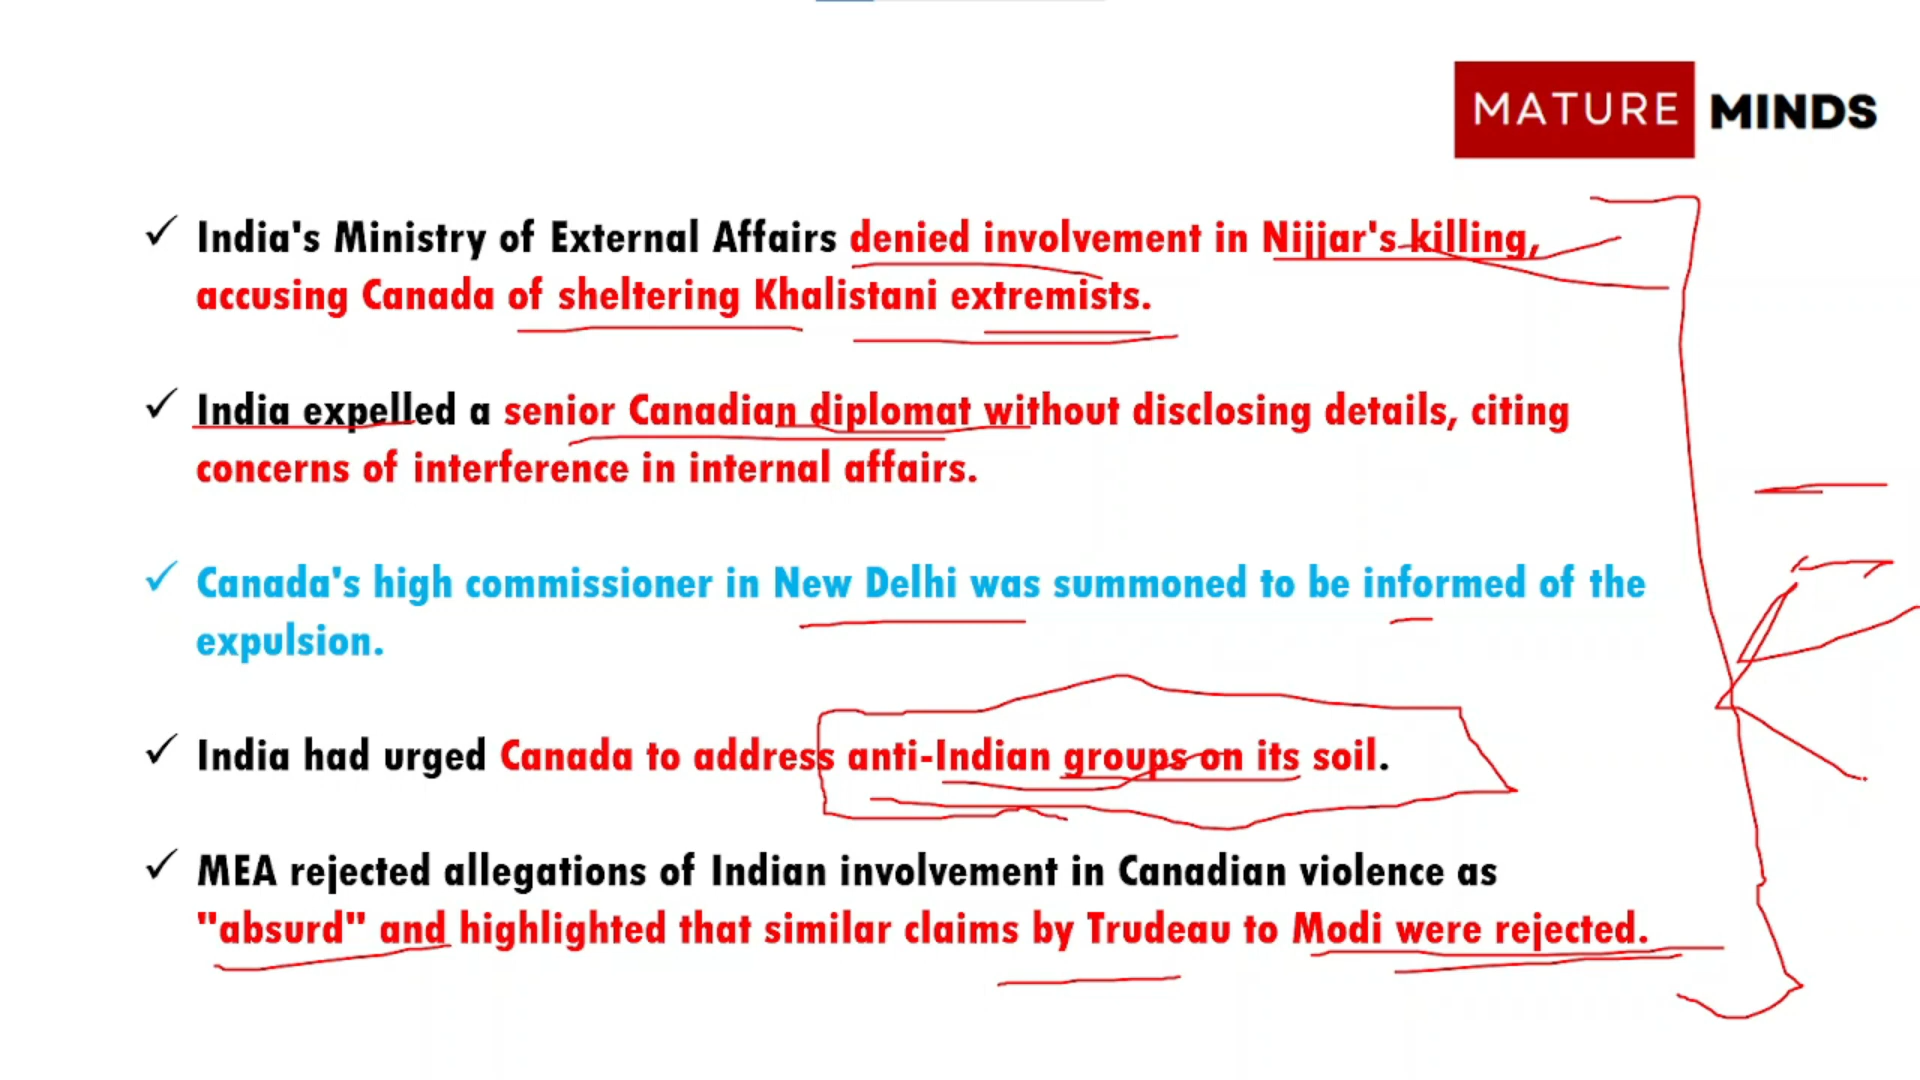 MATURE MINDS
✓ India's Ministry of External Affairs denied involvement in Nijjar's killing,
accusing Canada of sheltering Khalistani extremists.
✓ India expelled a senior Canadian diplomat without disclosing details, citing
concerns of interference in internal affairs.
✓ Canada's high commissioner in New Delhi was summoned to be informed of the
expulsion.
✓ India had urged Canada to address anti-Indian groups on its soil.
✓ MEA rejected allegations of Indian involvement in Canadian violence as
"absurd" and highlighted that similar claims by Trudeau to Modi were rejected.